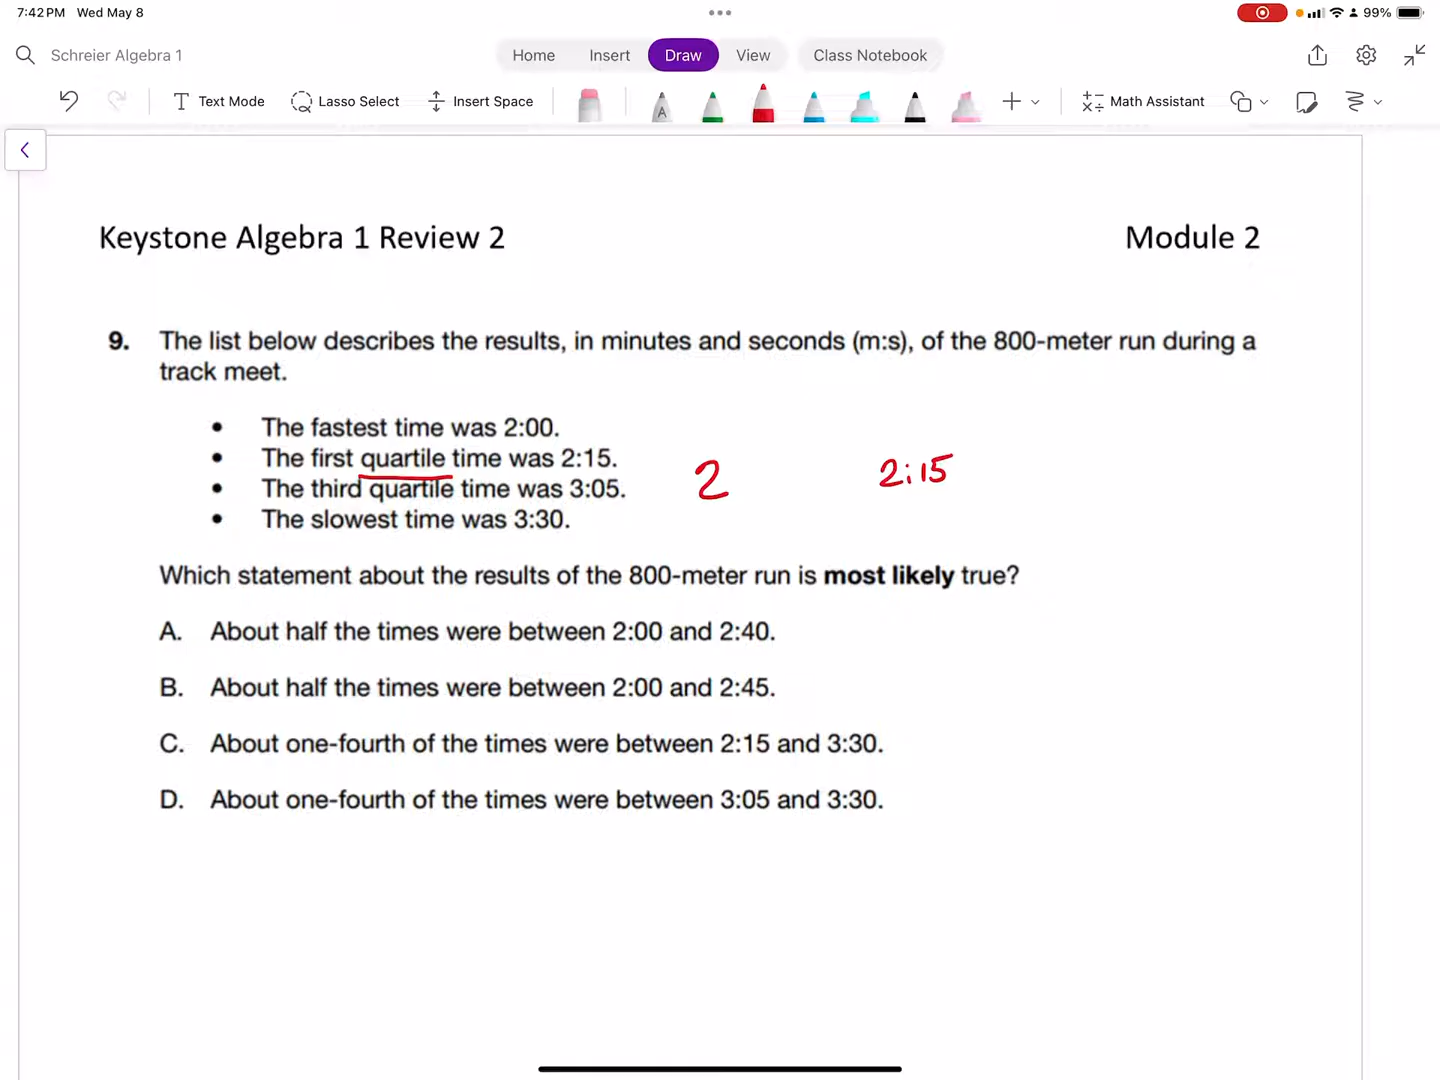 7:42 PM Wed May 8
99%
Schreier Algebra 1
Home Insert Draw View Class Notebook
Text Mode Lasso Select Insert Space Math Assistant
Keystone Algebra 1 Review 2 Module 2
9. The list below describes the results, in minutes and seconds (m:s), of the 800-meter run during a
track meet.
• The fastest time was 2:00.
• The first quartile time was 2:15.
• The third quartile time was 3:05.
2 2:15
• The slowest time was 3:30.
Which statement about the results of the 800-meter run is most likely true?
A. About half the times were between 2:00 and 2:40.
B. About half the times were between 2:00 and 2:45.
C. About one-fourth of the times were between 2:15 and 3:30.
D. About one-fourth of the times were between 3:05 and 3:30.